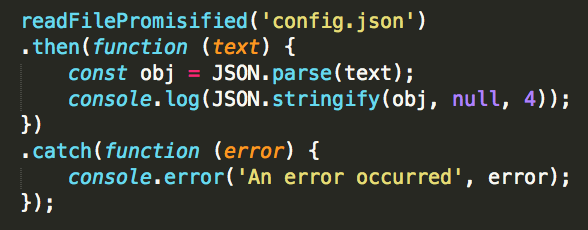 readFilePromisified('config.json')
.then(function (text) {
    const obj = JSON.parse(text);
    console.log(JSON.stringify(obj, null, 4));
})
.catch(function (error) {
    console.error('An error occurred', error);
});